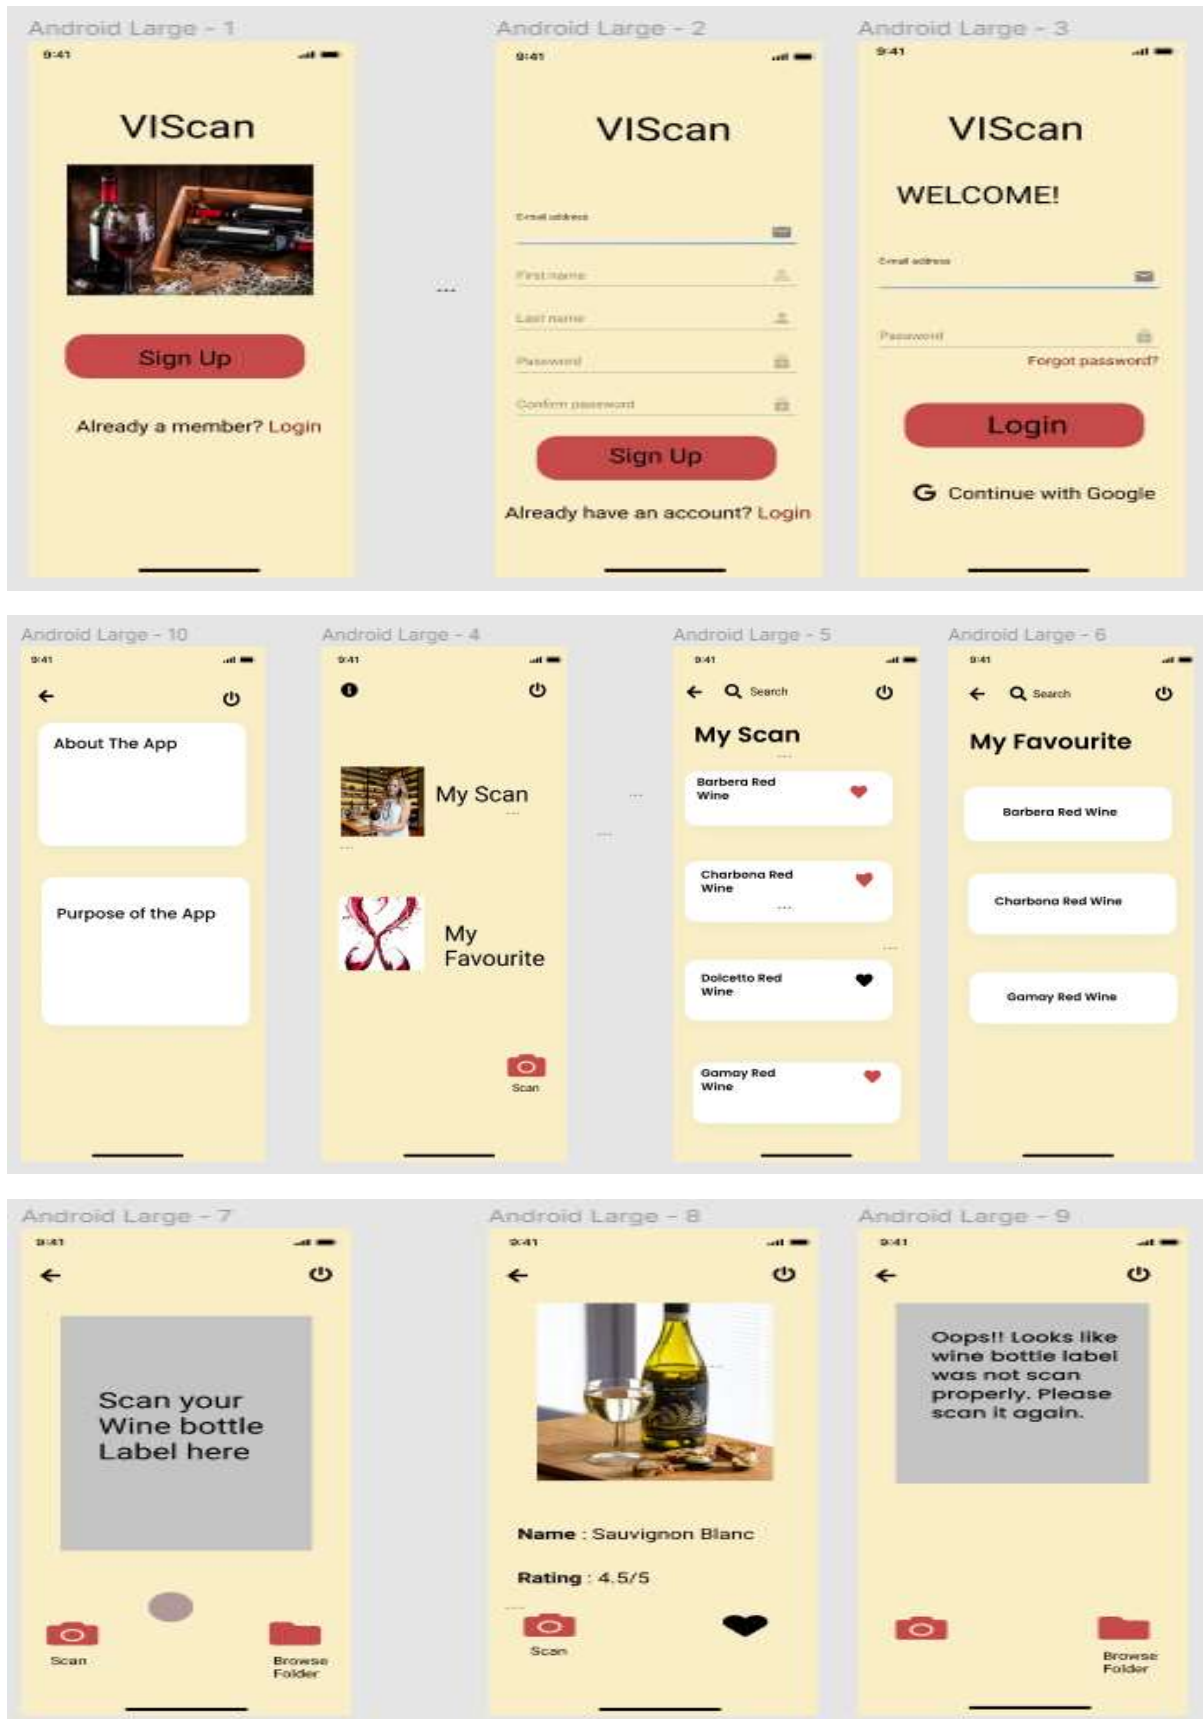 Android Large - 1
9:41
VIScan
Sign Up
Already a member? Login
Android Large - 2
9:41
VIScan
E-mail address
First name
Last name
Password
Confirm password
Sign Up
Already have an account? Login
Android Large - 3
9:41
VIScan
WELCOME!
E-mail address
Password
Forgot password?
Login
G Continue with Google
Android Large - 10
9:41
About The App
Purpose of the App
Android Large - 4
9:41
My Scan
My
Favourite
Scan
Android Large - 5
9:41
Search
My Scan
Barbera Red
Wine
Charbona Red
Wine
Dolcetto Red
Wine
Gamay Red
Wine
Android Large - 6
9:41
Search
My Favourite
Barbera Red Wine
Charbona Red Wine
Gamay Red Wine
Android Large - 7
9:41
Scan your
Wine bottle
Label here
Scan
Browse
Folder
Android Large - 8
9:41
Name : Sauvignon Blanc
Rating : 4.5/5
Scan
Android Large - 9
9:41
Oops!! Looks like
wine bottle label
was not scan
properly. Please
scan it again.
Browse
Folder